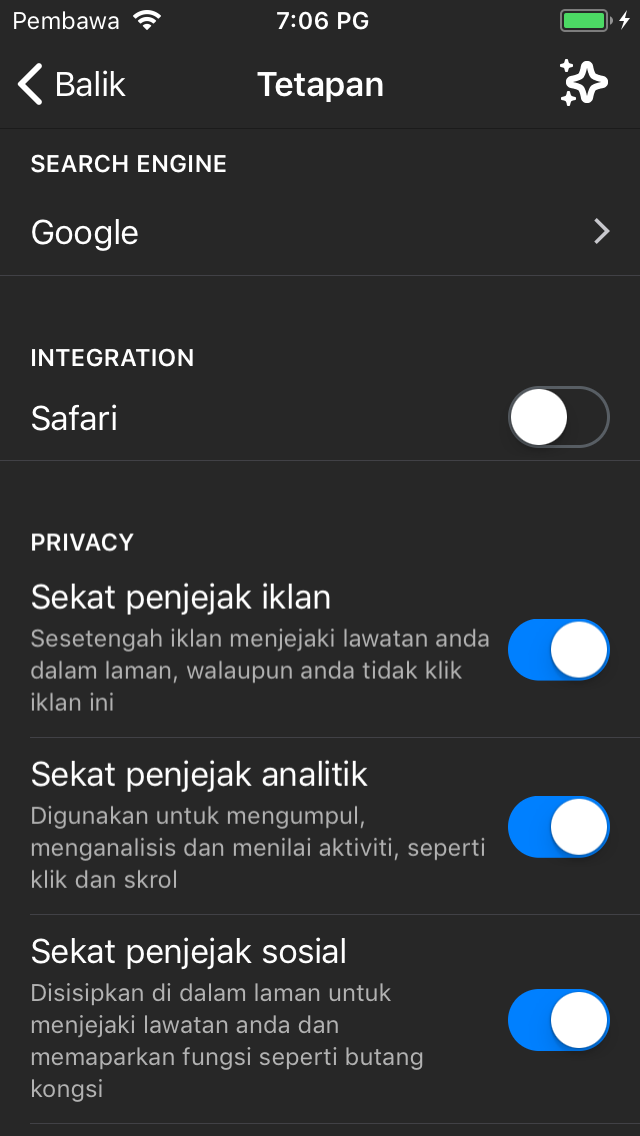 Pembawa
7:06 PG
Balik
Tetapan
SEARCH ENGINE
Google
INTEGRATION
Safari
PRIVACY
Sekat penjejak iklan
Sesetengah iklan menjejaki lawatan anda
dalam laman, walaupun anda tidak klik
iklan ini
Sekat penjejak analitik
Digunakan untuk mengumpul,
menganalisis dan menilai aktiviti, seperti
klik dan skrol
Sekat penjejak sosial
Disisipkan di dalam laman untuk
menjejaki lawatan anda dan
memaparkan fungsi seperti butang
kongsi